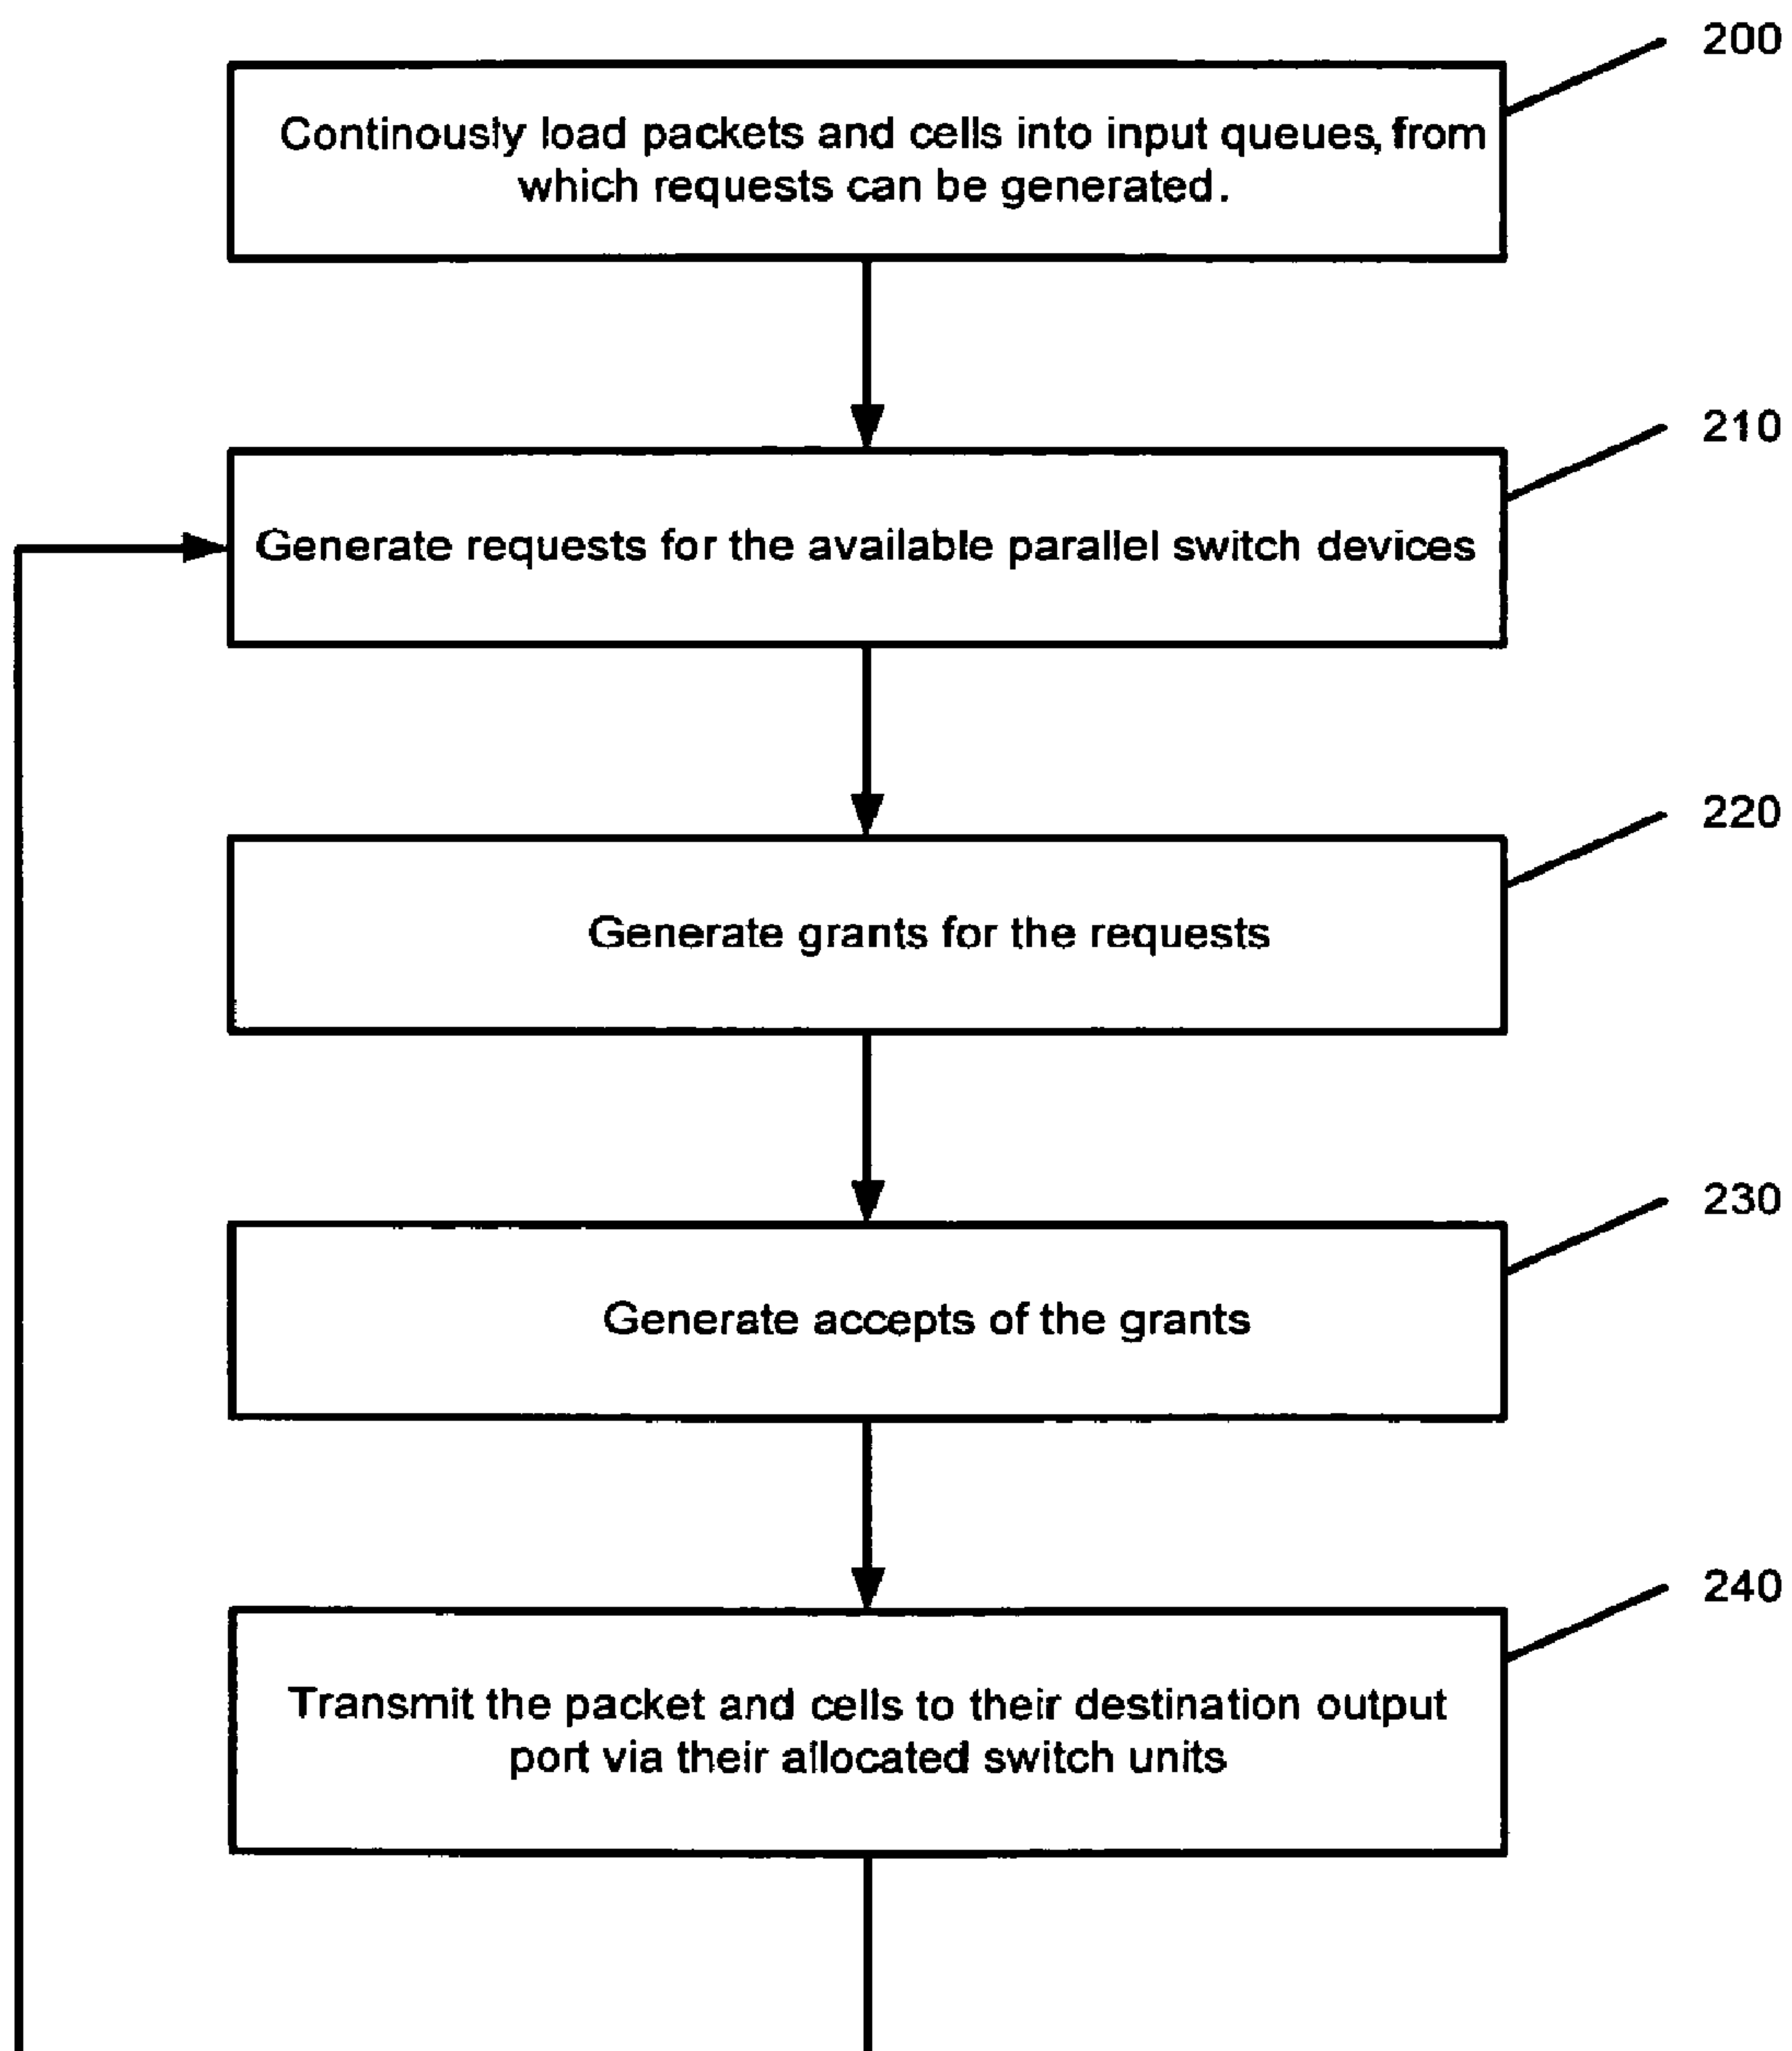 200
Continously load packets and cells into input queues, from
which requests can be generated.
210
Generate requests for the available parallel switch devices
220
Generate grants for the requests
230
Generate accepts of the grants
240
Transmit the packet and cells to their destination output
port via their allocated switch units